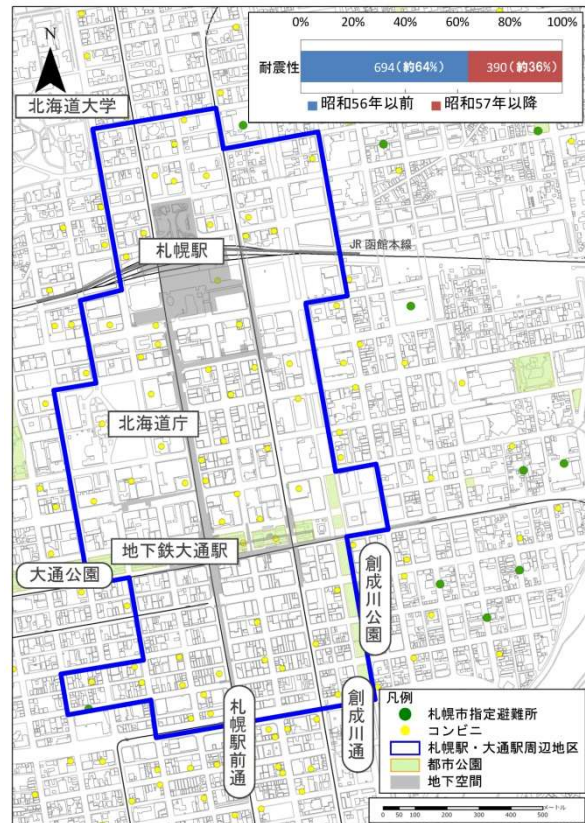 0% 20% 40% 60% 80% 100%
耐震性
694(約64%)
390(約36%)
昭和56年以前
昭和57年以降
N
北海道大学
札幌駅
JR 函館本線
北海道庁
地下鉄大通駅
大通公園
創成川公園
札幌駅前通
創成川通
凡例
札幌市指定避難所
コンビニ
札幌駅・大通駅周辺地区
都市公園
地下空間
0 50 100 200 300 400 500
メートル